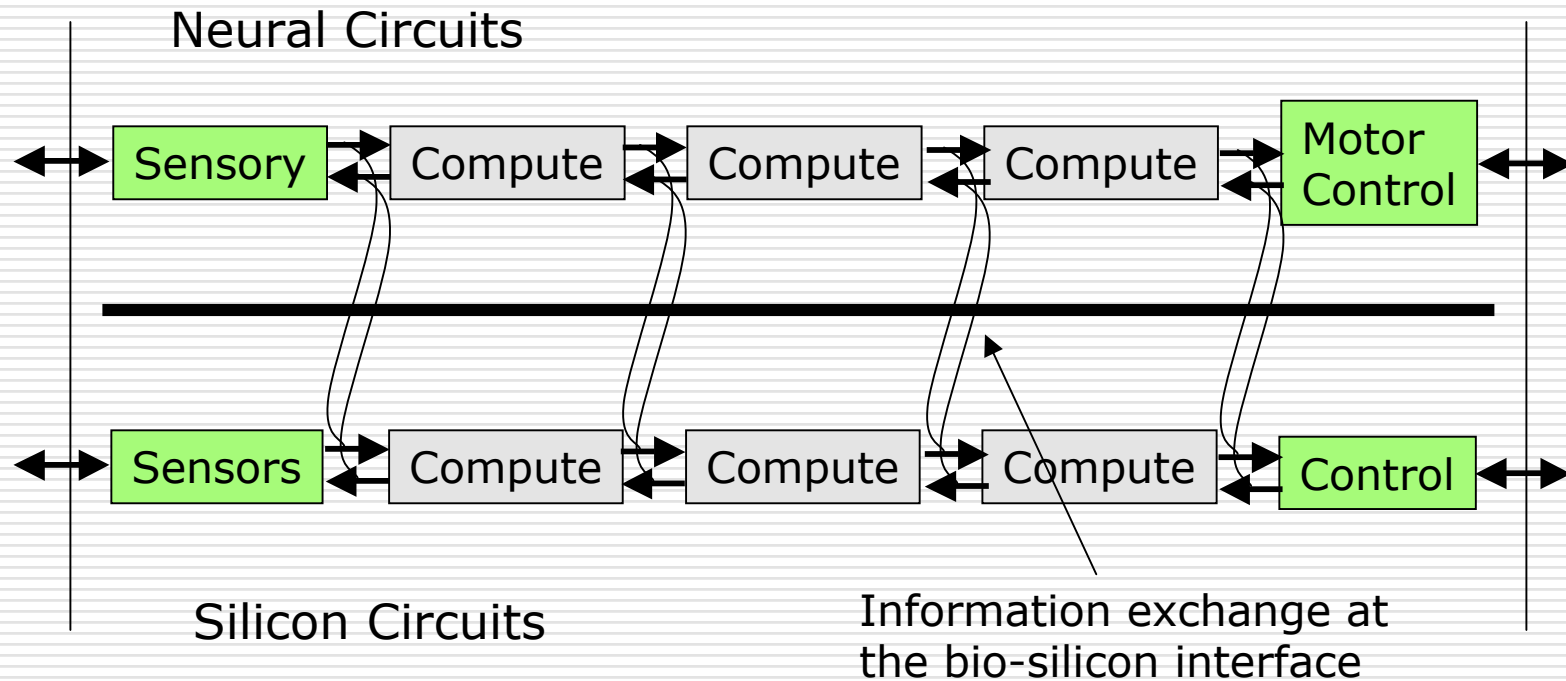 Neural Circuits
Sensory
Compute
Compute
Compute
Motor
Control
Sensors
Compute
Compute
Compute
Control
Silicon Circuits
Information exchange at
the bio-silicon interface